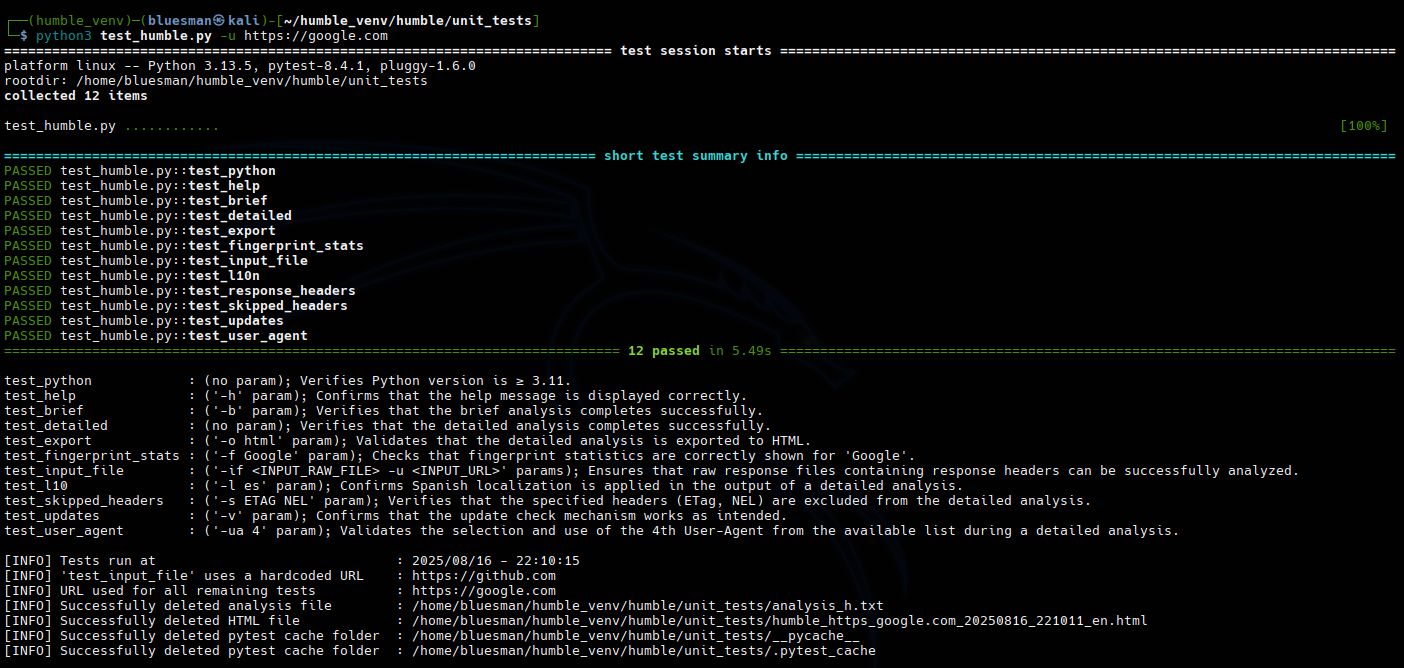 ┌──(humble_venv)─(bluesman㉿kali)-[~/humble_venv/humble/unit_tests]
└─$ python3 test_humble.py -u https://google.com
============================================================================ test session starts =============================================================================
platform linux -- Python 3.13.5, pytest-8.4.1, pluggy-1.6.0
rootdir: /home/bluesman/humble_venv/humble/unit_tests
collected 12 items
test_humble.py ............ [100%]
========================================================================== short test summary info ===========================================================================
PASSED test_humble.py::test_python
PASSED test_humble.py::test_help
PASSED test_humble.py::test_brief
PASSED test_humble.py::test_detailed
PASSED test_humble.py::test_export
PASSED test_humble.py::test_fingerprint_stats
PASSED test_humble.py::test_input_file
PASSED test_humble.py::test_l10n
PASSED test_humble.py::test_response_headers
PASSED test_humble.py::test_skipped_headers
PASSED test_humble.py::test_updates
PASSED test_humble.py::test_user_agent
============================================================================= 12 passed in 5.49s =============================================================================
test_python : (no param); Verifies Python version is ≥ 3.11.
test_help : ('-h' param); Confirms that the help message is displayed correctly.
test_brief : ('-b' param); Verifies that the brief analysis completes successfully.
test_detailed : (no param); Verifies that the detailed analysis completes successfully.
test_export : ('-o html' param); Validates that the detailed analysis is exported to HTML.
test_fingerprint_stats : ('-f Google' param); Checks that fingerprint statistics are correctly shown for 'Google'.
test_input_file : ('-if <INPUT_RAW_FILE> -u <INPUT_URL>' params); Ensures that raw response files containing response headers can be successfully analyzed.
test_l10 : ('-l es' param); Confirms Spanish localization is applied in the output of a detailed analysis.
test_skipped_headers : ('-s ETAG NEL' param); Verifies that the specified headers (ETag, NEL) are excluded from the detailed analysis.
test_updates : ('-v' param); Confirms that the update check mechanism works as intended.
test_user_agent : ('-ua 4' param); Validates the selection and use of the 4th User-Agent from the available list during a detailed analysis.
[INFO] Tests run at : 2025/08/16 - 22:10:15
[INFO] 'test_input_file' uses a hardcoded URL : https://github.com
[INFO] URL used for all remaining tests : https://google.com
[INFO] Successfully deleted analysis file : /home/bluesman/humble_venv/humble/unit_tests/analysis_h.txt
[INFO] Successfully deleted HTML file : /home/bluesman/humble_venv/humble/unit_tests/humble_https_google.com_20250816_221011_en.html
[INFO] Successfully deleted pytest cache folder : /home/bluesman/humble_venv/humble/unit_tests/__pycache__
[INFO] Successfully deleted pytest cache folder : /home/bluesman/humble_venv/humble/unit_tests/.pytest_cache